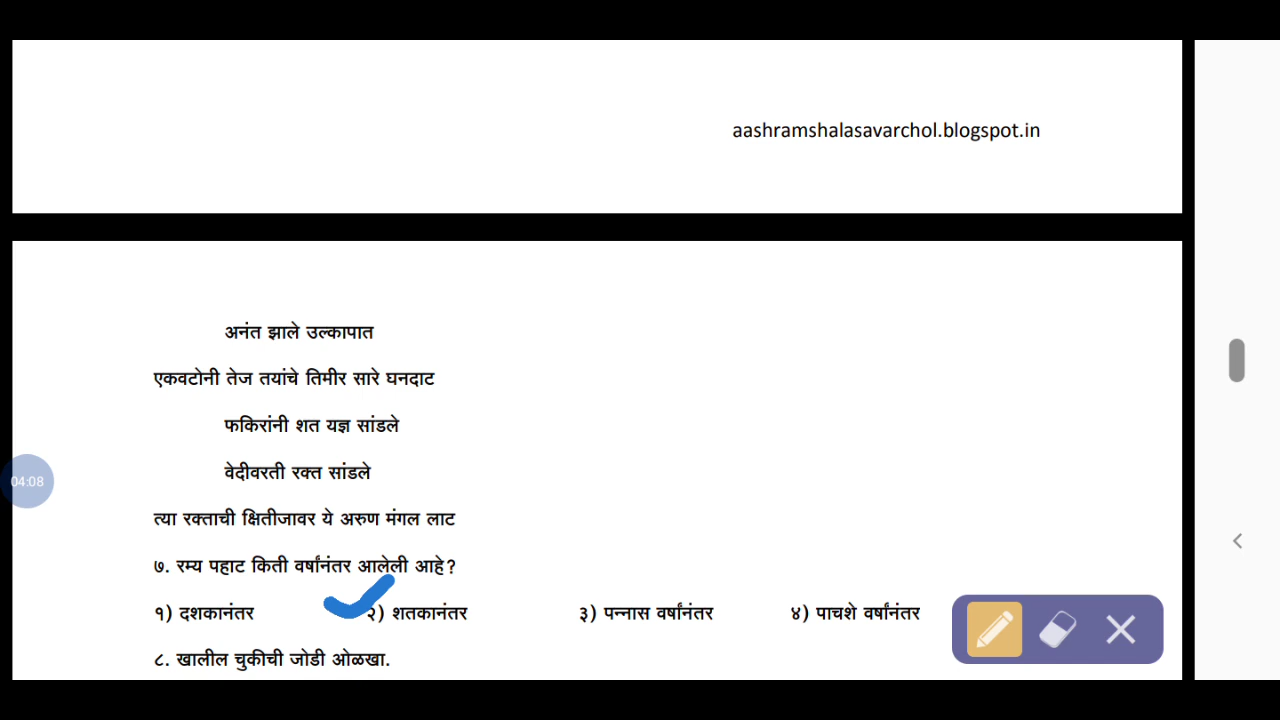 aashramshalasavarchol.blogspot.in
अनंत झाले उल्कापात
एकवटोनी तेज तयांचे तिमीर सारे घनदाट
फकिरांनी शत यज्ञ सांडले
वेदीवरती रक्त सांडले
04:08
त्या रक्ताची क्षितीजावर ये अरुण मंगल लाट
७. रम्य पहाट किती वर्षांनंतर आलेली आहे?
१) दशकानंतर २) शतकानंतर ३) पन्नास वर्षांनंतर ४) पाचशे वर्षांनंतर
८. खालील चुकीची जोडी ओळखा.